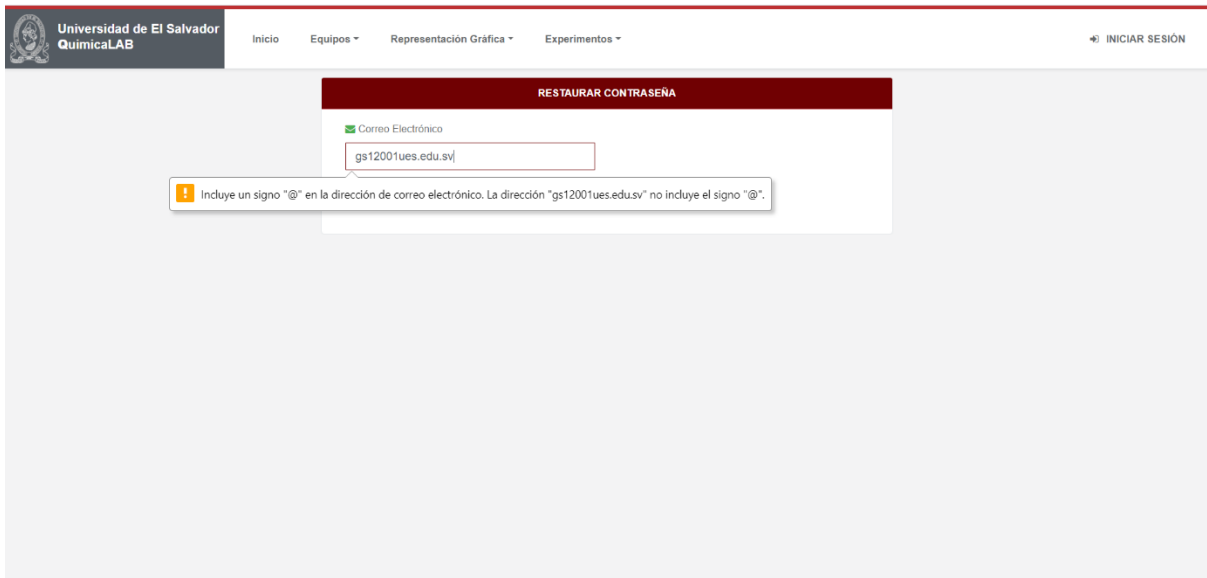 Universidad de El Salvador
QuimicaLAB
Inicio
Equipos
Representación Gráfica
Experimentos
INICIAR SESIÓN
RESTAURAR CONTRASEÑA
Correo Electrónico
gs12001ues.edu.sv
Incluye un signo "@" en la dirección de correo electrónico. La dirección "gs12001ues.edu.sv" no incluye el signo "@".